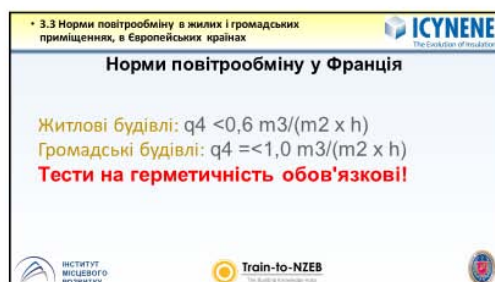 • 3.3 Норми повітрообміну в жилих і громадських
приміщеннях, в Європейських країнах
ICYNENE
The Evolution of Insulation
Норми повітрообміну у Франція
Житлові будівлі: q4 <0,6 m3/(m2 x h)
Громадські будівлі: q4 =<1,0 m3/(m2 x h)
Тести на герметичність обов'язкові!
ІНСТИТУТ
МІСЦЕВОГО
РОЗВИТКУ
Train-to-NZEB